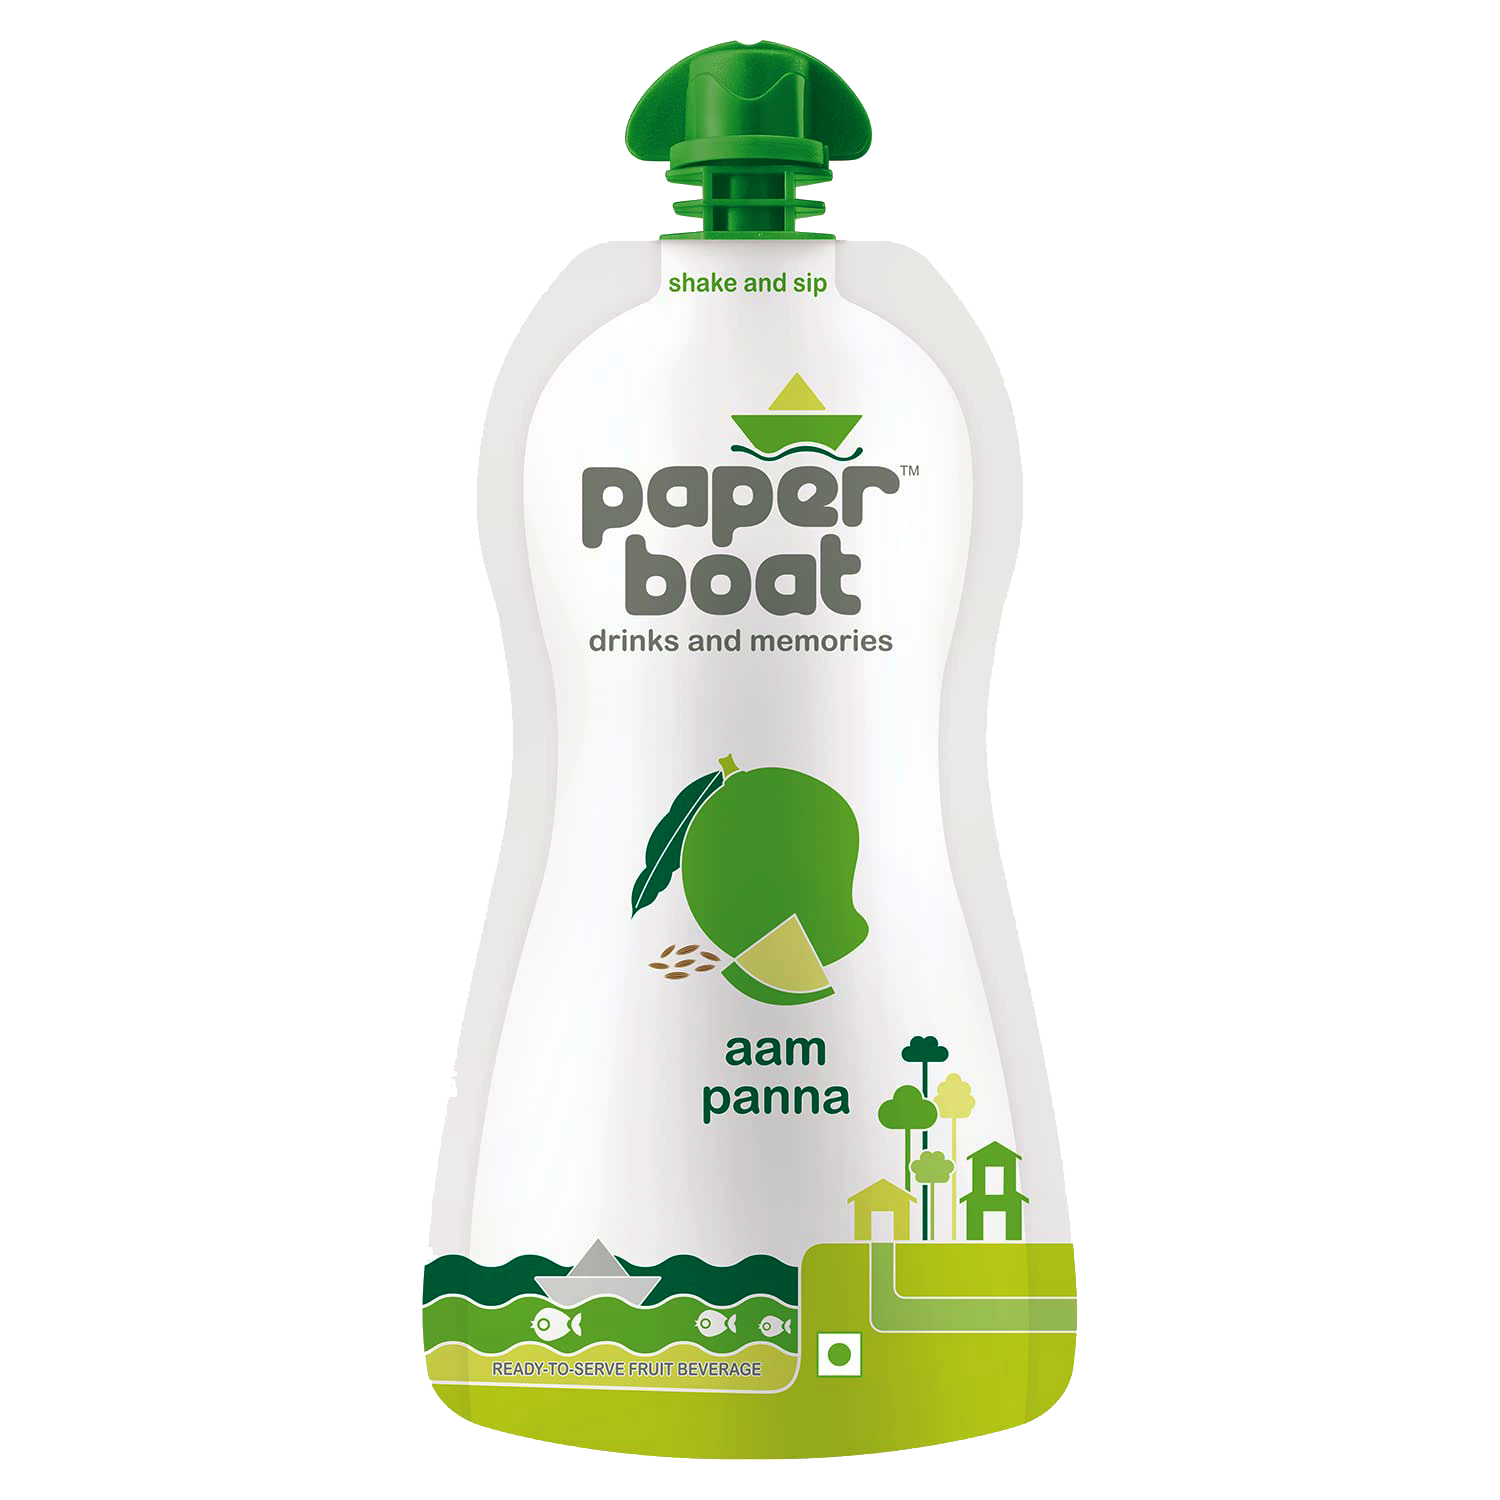 shake and sip
paper™
boat
drinks and memories
aam
panna
READY-TO-SERVE FRUIT BEVERAGE